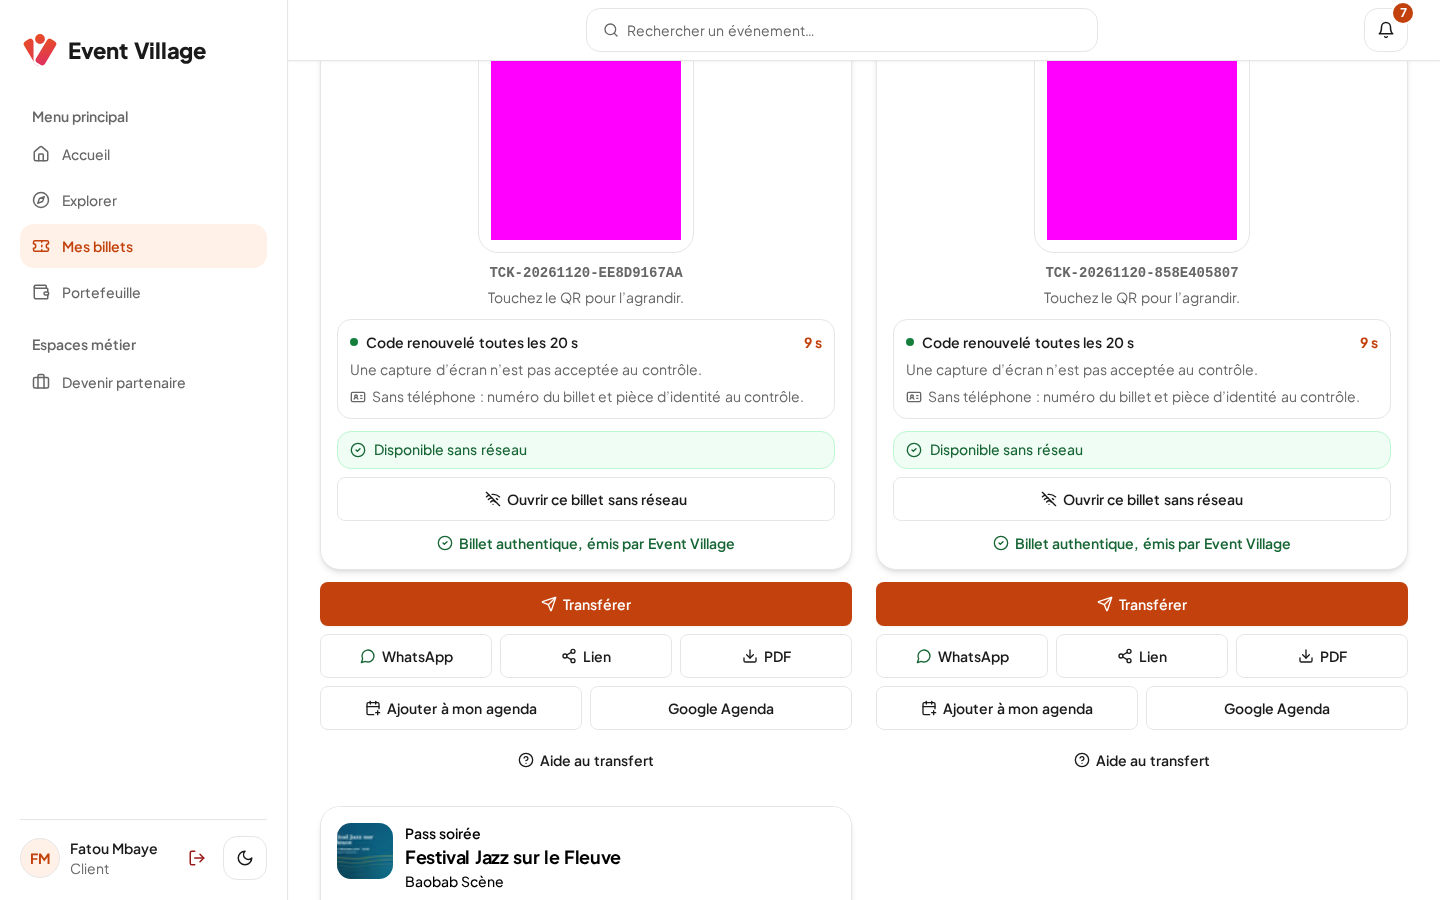 Event Village
Rechercher un événement…
7
Menu principal
Accueil
Explorer
Mes billets
Portefeuille
Espaces métier
Devenir partenaire
FM
Fatou Mbaye
Client
TCK-20261120-EE8D9167AA
Touchez le QR pour l'agrandir.
Code renouvelé toutes les 20 s
9 s
Une capture d'écran n'est pas acceptée au contrôle.
Sans téléphone : numéro du billet et pièce d'identité au contrôle.
Disponible sans réseau
Ouvrir ce billet sans réseau
Billet authentique, émis par Event Village
Transférer
WhatsApp
Lien
PDF
Ajouter à mon agenda
Google Agenda
Aide au transfert
TCK-20261120-858E405807
Touchez le QR pour l'agrandir.
Code renouvelé toutes les 20 s
9 s
Une capture d'écran n'est pas acceptée au contrôle.
Sans téléphone : numéro du billet et pièce d'identité au contrôle.
Disponible sans réseau
Ouvrir ce billet sans réseau
Billet authentique, émis par Event Village
Transférer
WhatsApp
Lien
PDF
Ajouter à mon agenda
Google Agenda
Aide au transfert
Pass soirée
Festival Jazz sur le Fleuve
Baobab Scène